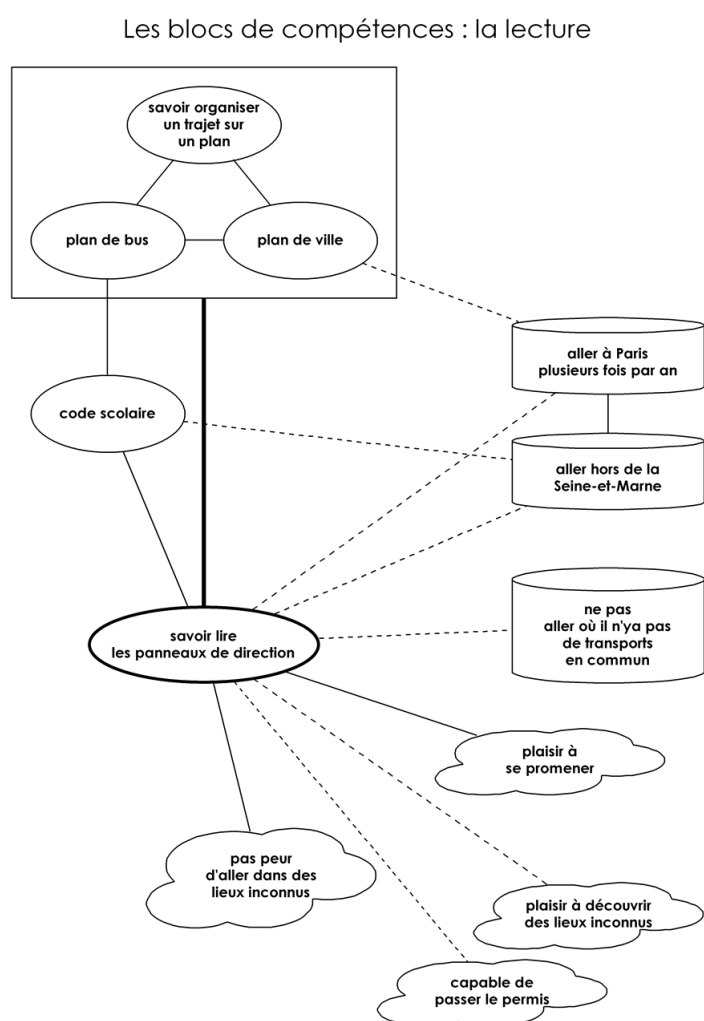 Les blocs de compétences : la lecture
savoir organiser
un trajet sur
un plan
plan de bus
plan de ville
aller à Paris
plusieurs fois par an
code scolaire
aller hors de la
Seine-et-Marne
ne pas
aller où il n'ya pas
de transports
en commun
savoir lire
les panneaux de direction
plaisir à
se promener
pas peur
d'aller dans des
lieux inconnus
plaisir à découvrir
des lieux inconnus
capable de
passer le permis